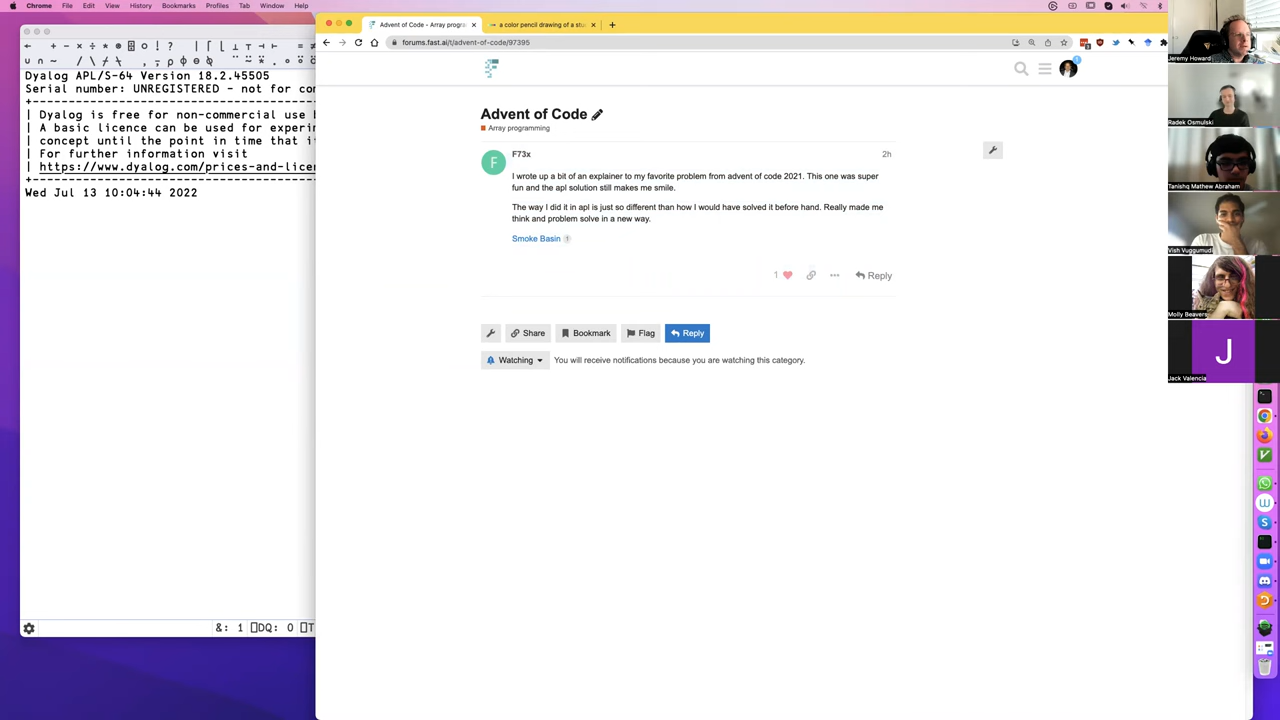 Chrome File Edit View History Bookmarks Profiles Tab Window Help
Advent of Code - Array progra
a color pencil drawing of a stu
forums.fast.ai/t/advent-of-code/97395
Dyalog APL/S-64 Version 18.2.45505
Serial number: UNREGISTERED - not for com
| Dyalog is free for non-commercial use b
| A basic licence can be used for experim
| concept until the point in time that i
| For further information visit
| https://www.dyalog.com/prices-and-licen
Wed Jul 13 10:04:44 2022
&: 1 ⎕DQ: 0 ⎕T
Advent of Code
Array programming
F
F73x
2h
I wrote up a bit of an explainer to my favorite problem from advent of code 2021. This one was super
fun and the apl solution still makes me smile.
The way I did it in apl is just so different than how I would have solved it before hand. Really made me
think and problem solve in a new way.
Smoke Basin 1
1
Reply
Share
Bookmark
Flag
Reply
Watching
You will receive notifications because you are watching this category.
Jeremy Howard
Radek Osmulski
Tanishq Mathew Abraham
Vish Vuggumudi
Molly Beavers
J
Jack Valencia